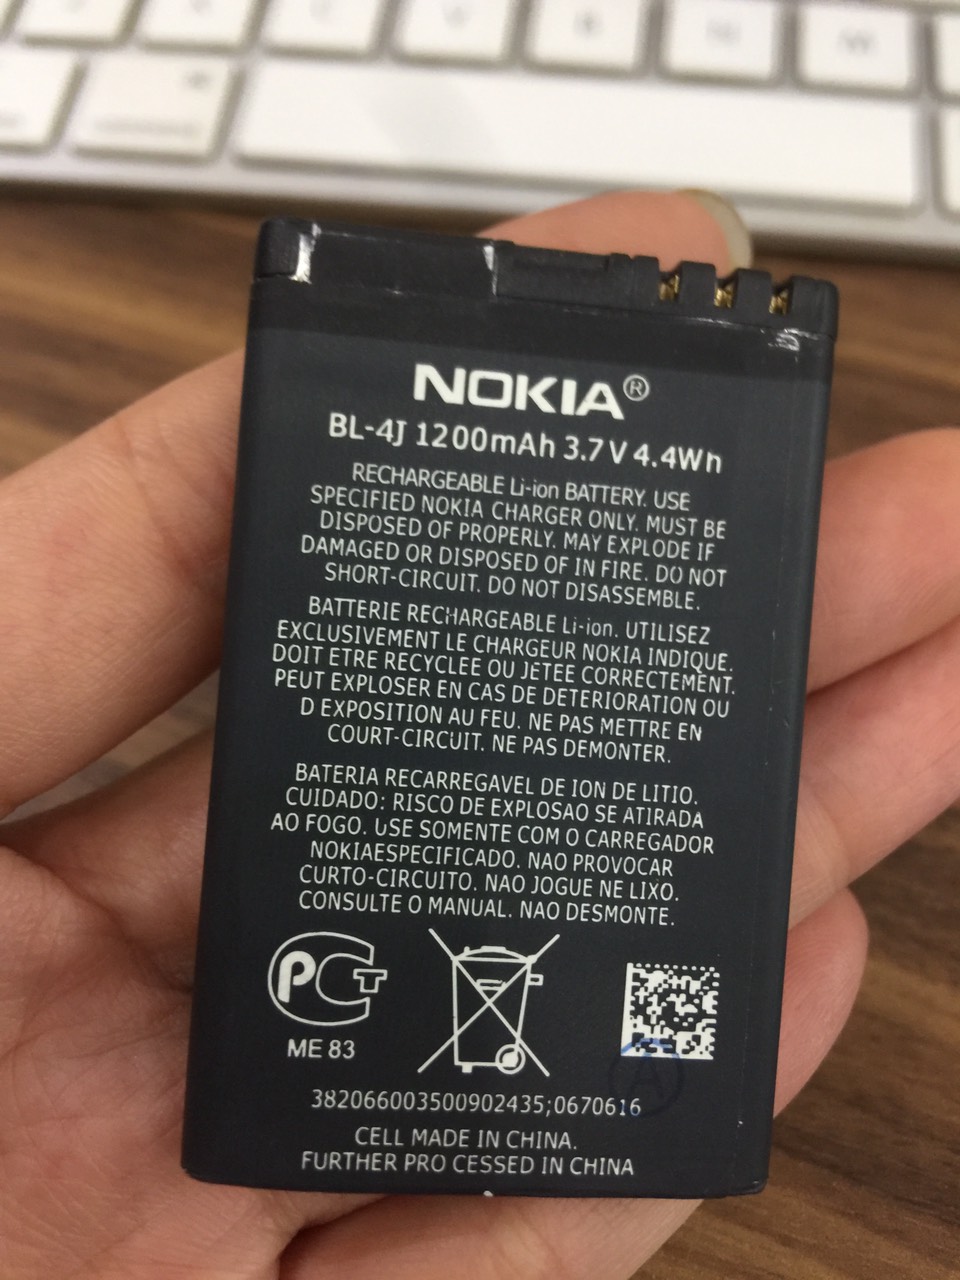 NOKIA®
BL-4J 1200mAh 3.7V 4.4Wh
RECHARGEABLE Li-ion BATTERY. USE
SPECIFIED NOKIA CHARGER ONLY. MUST BE
DISPOSED OF PROPERLY. MAY EXPLODE IF
DAMAGED OR DISPOSED OF IN FIRE. DO NOT
SHORT-CIRCUIT. DO NOT DISASSEMBLE.
BATTERIE RECHARGEABLE Li-ion. UTILISEZ
EXCLUSIVEMENT LE CHARGEUR NOKIA INDIQUE.
DOIT ETRE RECYCLEE OU JETEE CORRECTEMENT.
PEUT EXPLOSER EN CAS DE DETERIORATION OU
D EXPOSITION AU FEU. NE PAS METTRE EN
COURT-CIRCUIT. NE PAS DEMONTER.
BATERIA RECARREGAVEL DE ION DE LITIO.
CUIDADO: RISCO DE EXPLOSAO SE ATIRADA
AO FOGO. USE SOMENTE COM O CARREGADOR
NOKIAESPECIFICADO. NAO PROVOCAR
CURTO-CIRCUITO. NAO JOGUE NE LIXO.
CONSULTE O MANUAL. NAO DESMONTE.
PCT
ME 83
A
382066003500902435;0670616
CELL MADE IN CHINA.
FURTHER PRO CESSED IN CHINA